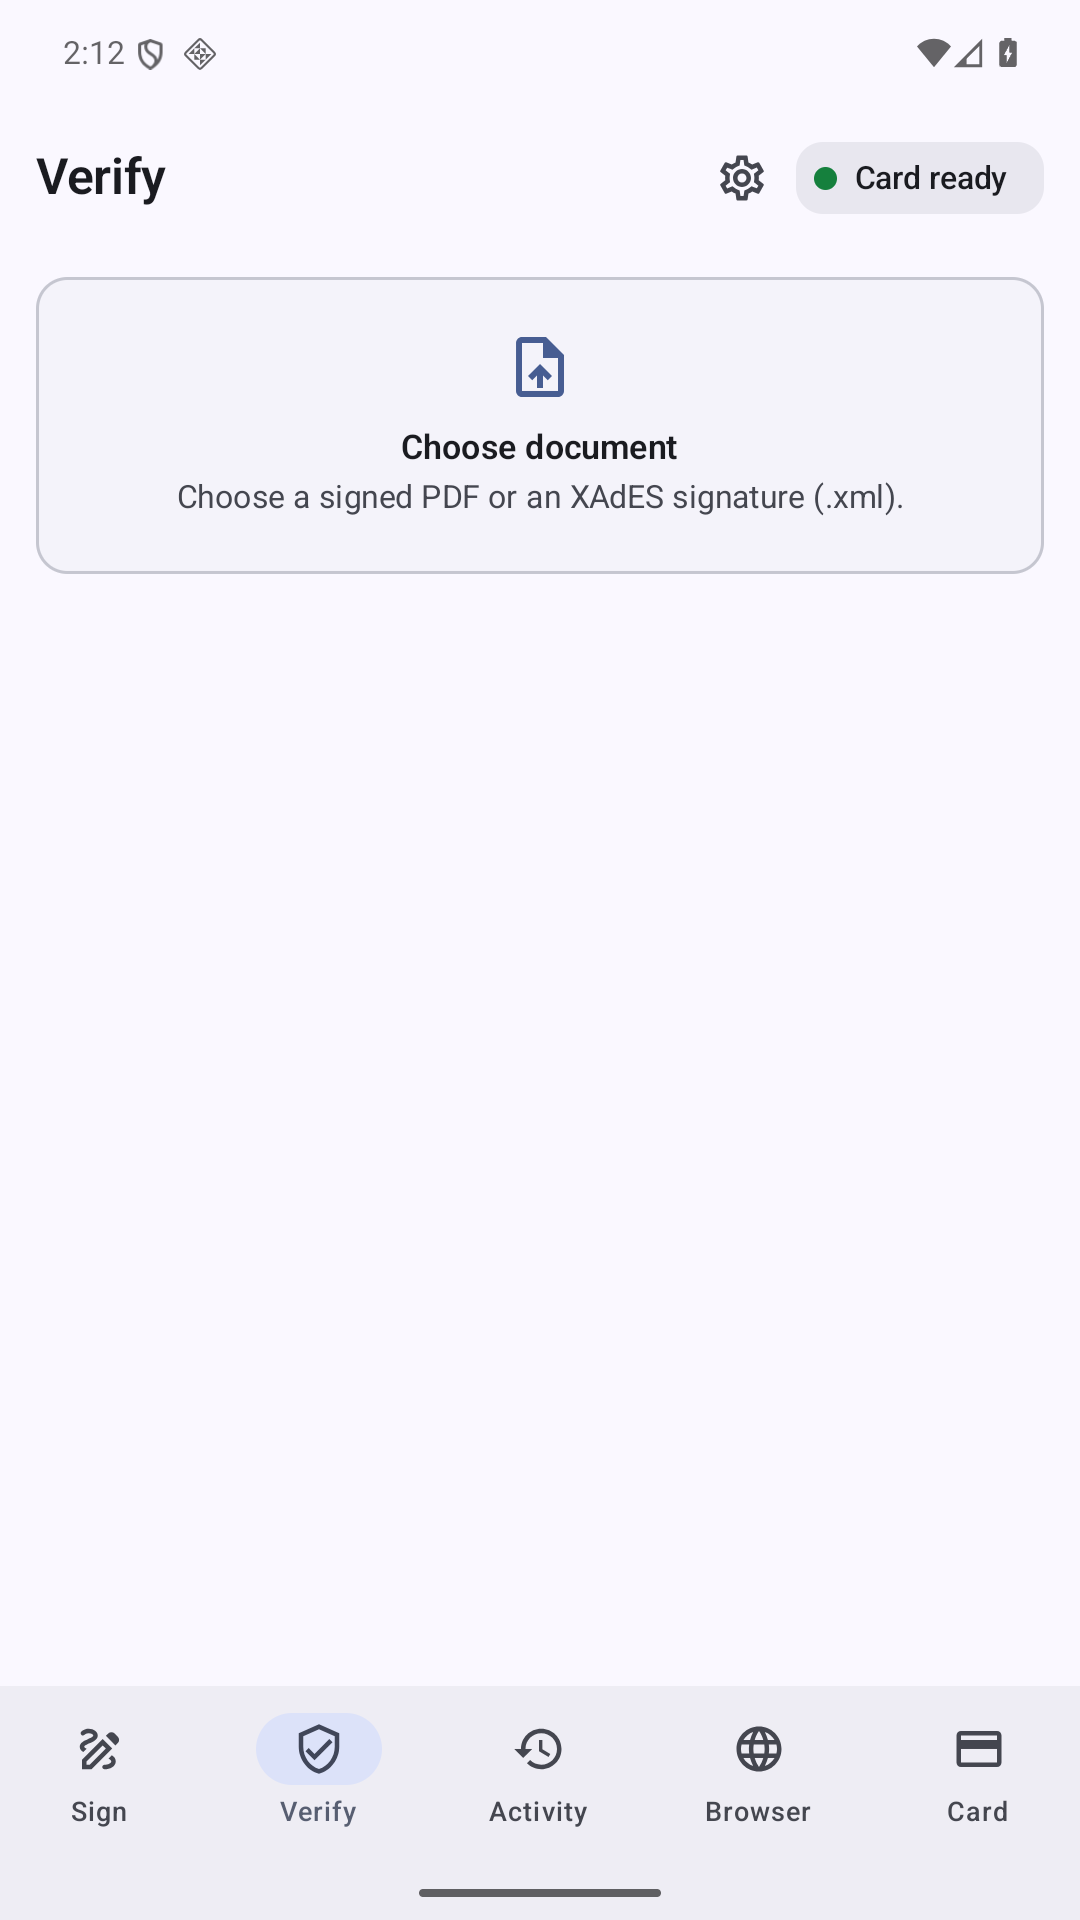 2:12
Verify
Card ready
Choose document
Choose a signed PDF or an XAdES signature (.xml).
Sign
Verify
Activity
Browser
Card